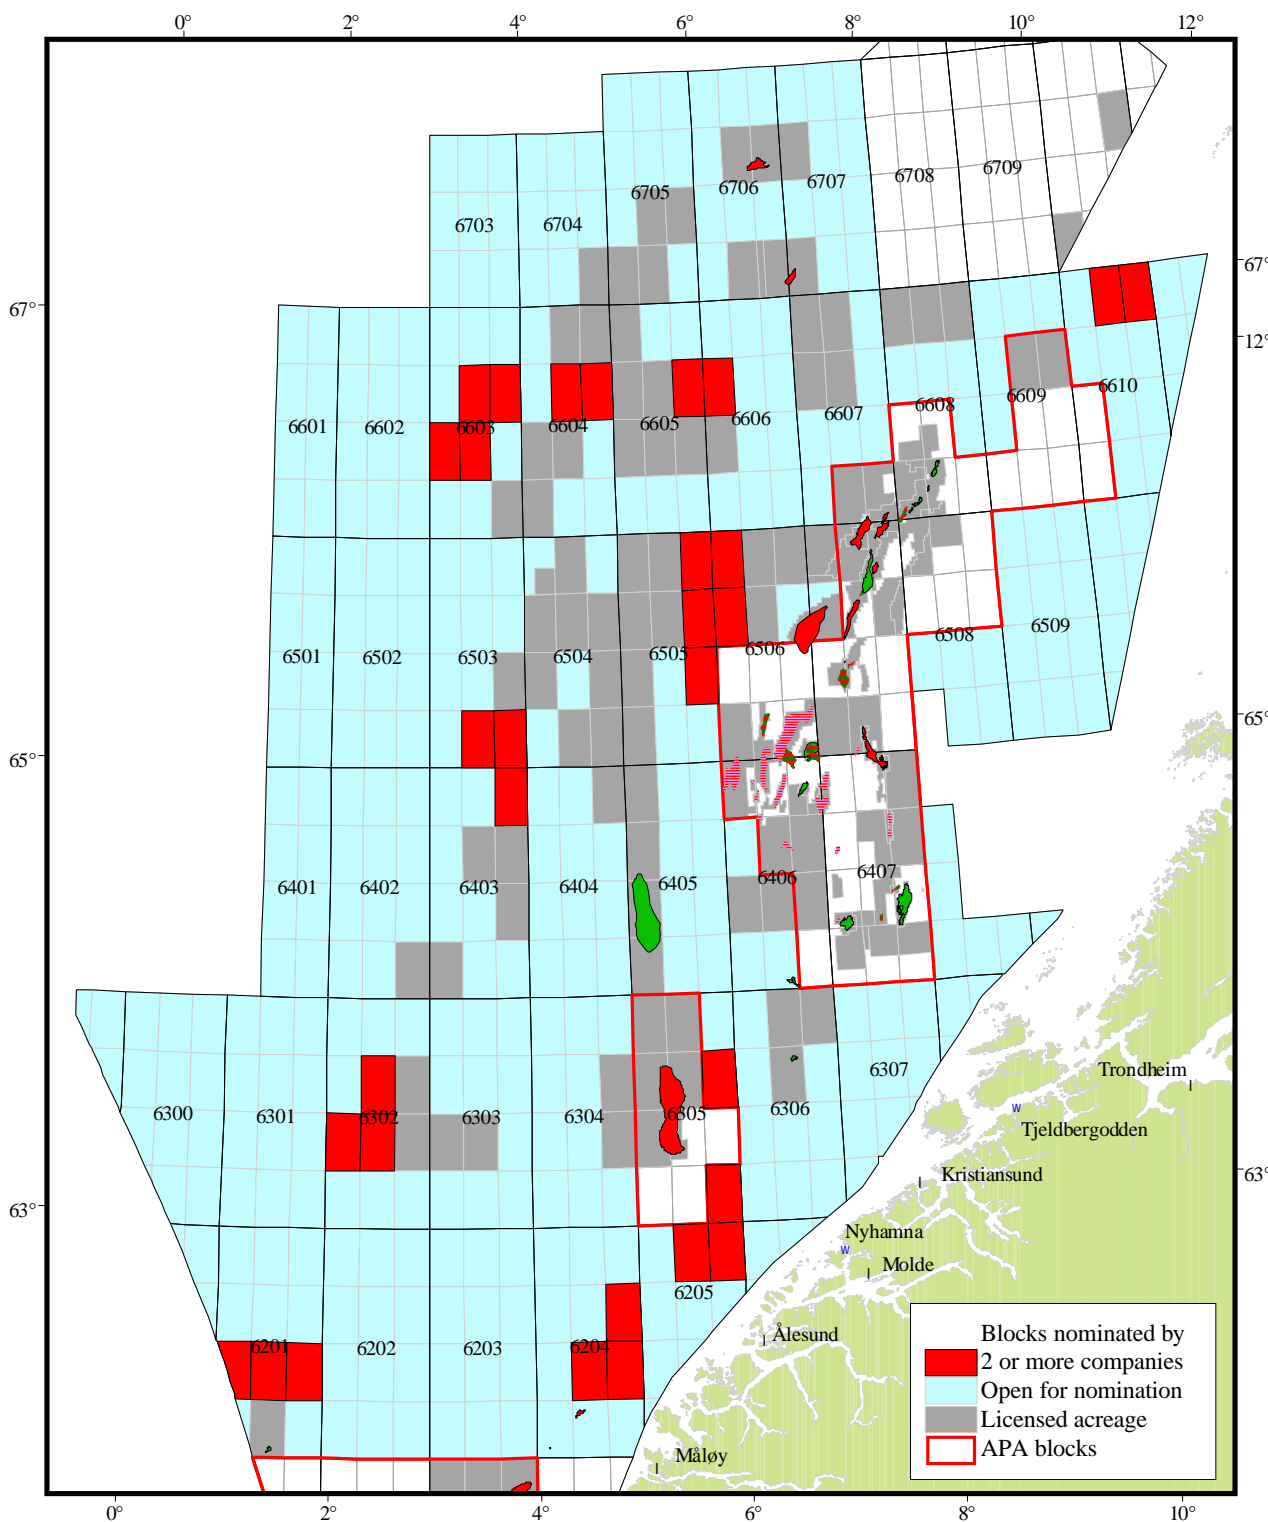 0° 2° 4° 6° 8° 10° 12°
6708 6709
6705 6706 6707
6703 6704
67°
67°
12°
6601 6602 6603 6604 6605 6606 6607 6608 6609 6610
6501 6502 6503 6504 6505 6506 6508 6509
65°
65°
6401 6402 6403 6404 6405 6406 6407
6300 6301 6302 6303 6304 6305 6306 6307
Trondheim
W
Tjeldbergodden
63°
63°
Kristiansund
Nyhamna
W
Molde
6201 6202 6203 6204 6205
Ålesund
Måløy
Blocks nominated by
2 or more companies
Open for nomination
Licensed acreage
APA blocks
0° 2° 4° 6° 8° 10°